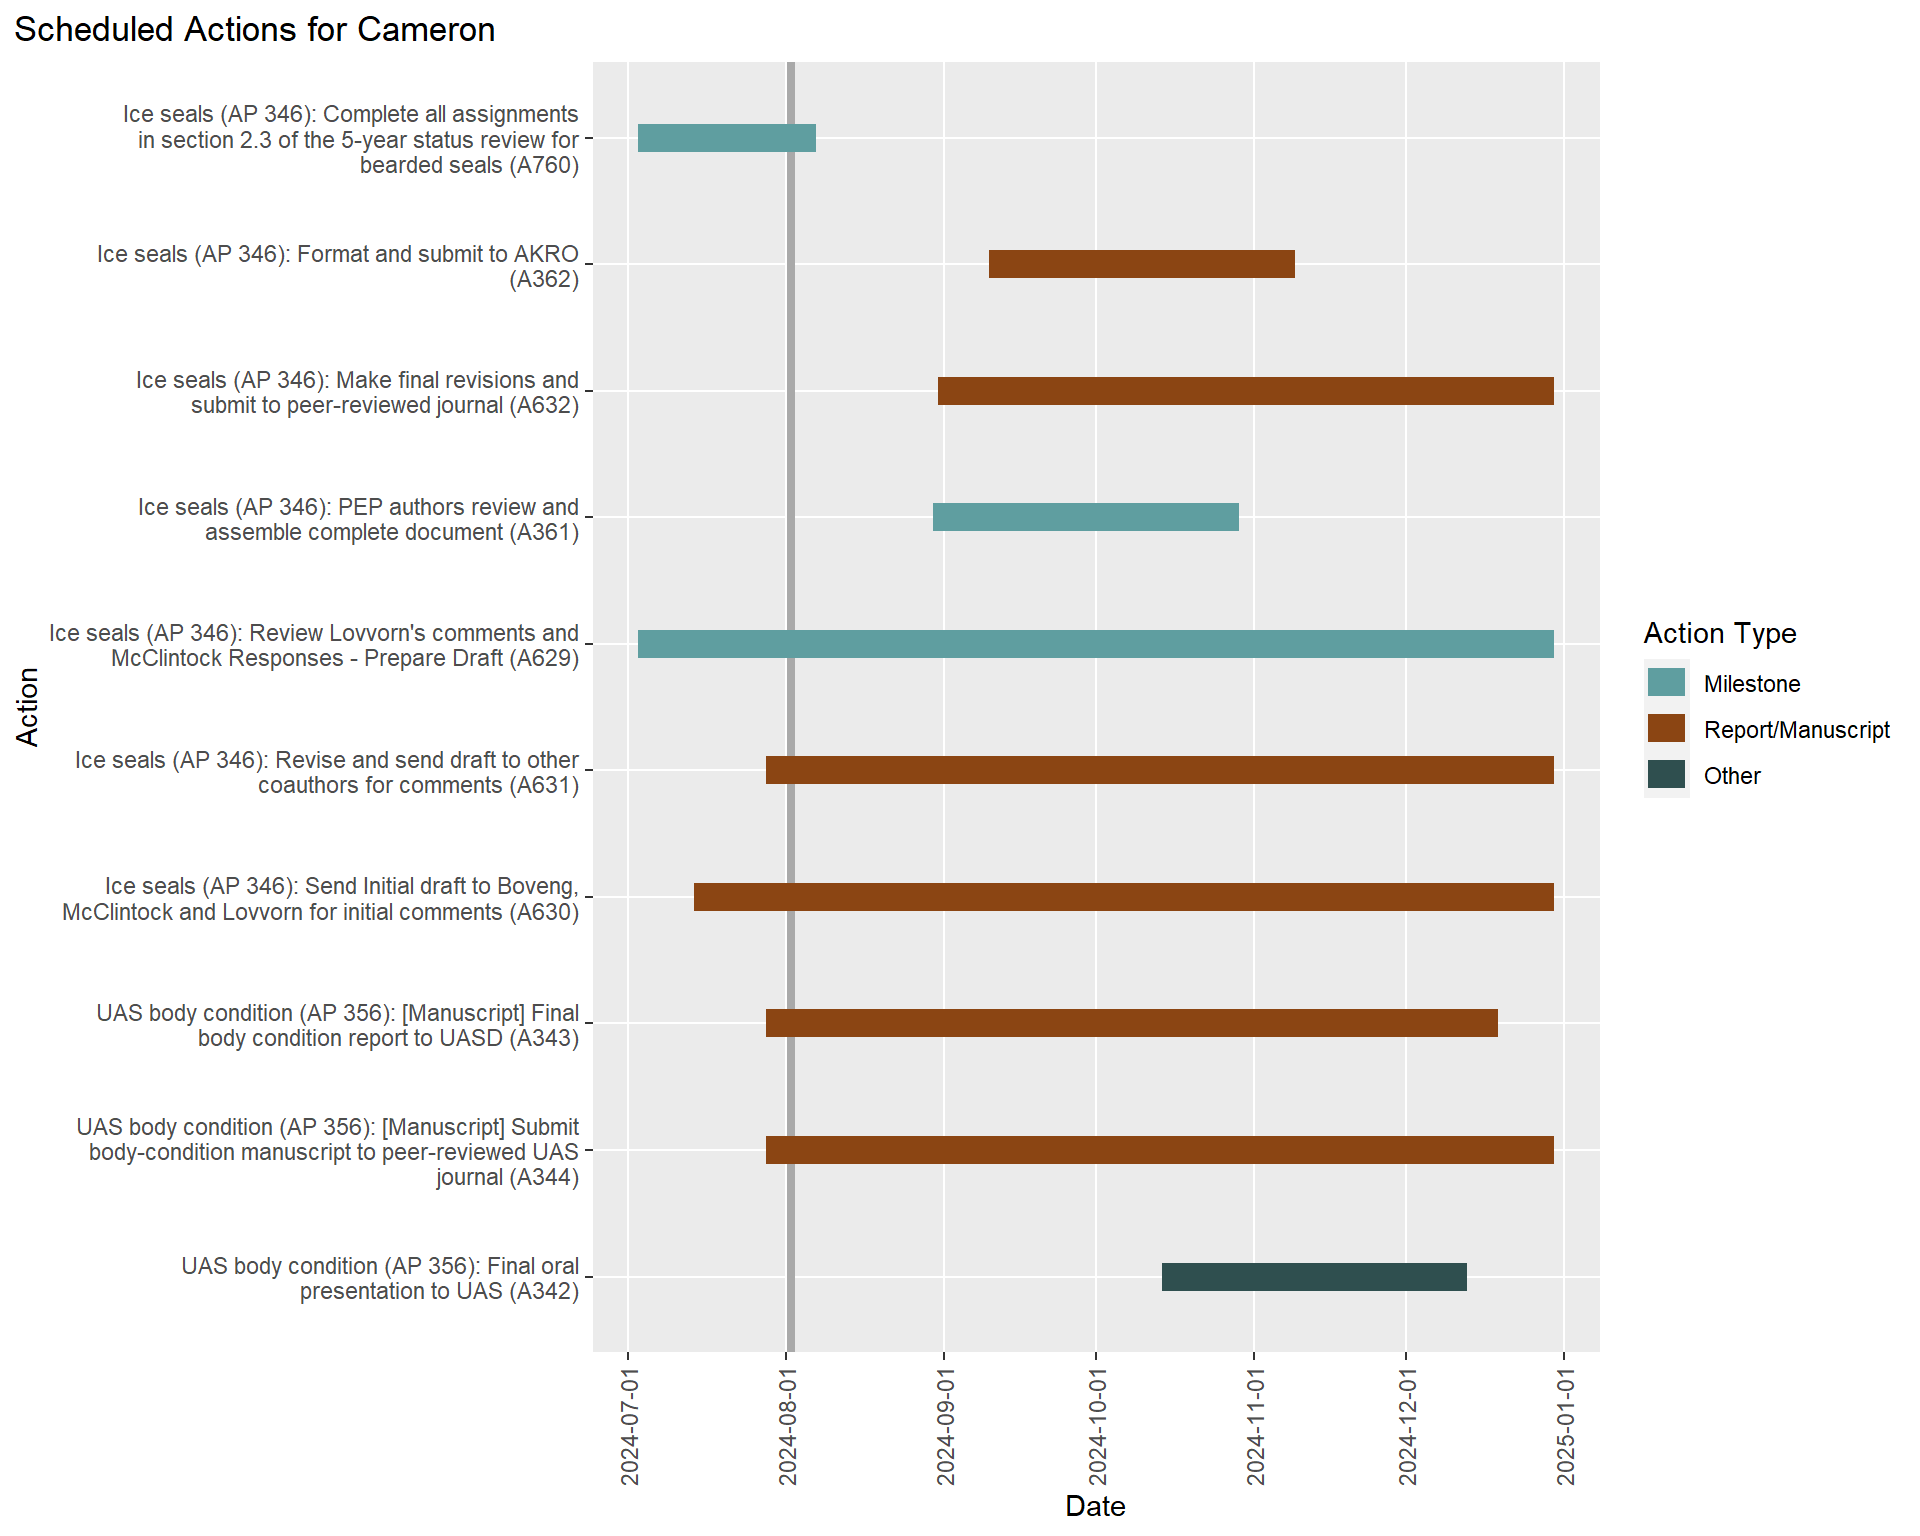 Scheduled Actions for Cameron
Ice seals (AP 346): Complete all assignments
in section 2.3 of the 5-year status review for
bearded seals (A760)
Ice seals (AP 346): Format and submit to AKRO
(A362)
Ice seals (AP 346): Make final revisions and
submit to peer-reviewed journal (A632)
Ice seals (AP 346): PEP authors review and
assemble complete document (A361)
Ice seals (AP 346): Review Lovvorn's comments and
McClintock Responses - Prepare Draft (A629)
Ice seals (AP 346): Revise and send draft to other
coauthors for comments (A631)
Ice seals (AP 346): Send Initial draft to Boveng,
McClintock and Lovvorn for initial comments (A630)
UAS body condition (AP 356): [Manuscript] Final
body condition report to UASD (A343)
UAS body condition (AP 356): [Manuscript] Submit
body-condition manuscript to peer-reviewed UAS
journal (A344)
UAS body condition (AP 356): Final oral
presentation to UAS (A342)
Action
2024-07-01
2024-08-01
2024-09-01
2024-10-01
2024-11-01
2024-12-01
2025-01-01
Date
Action Type
Milestone
Report/Manuscript
Other